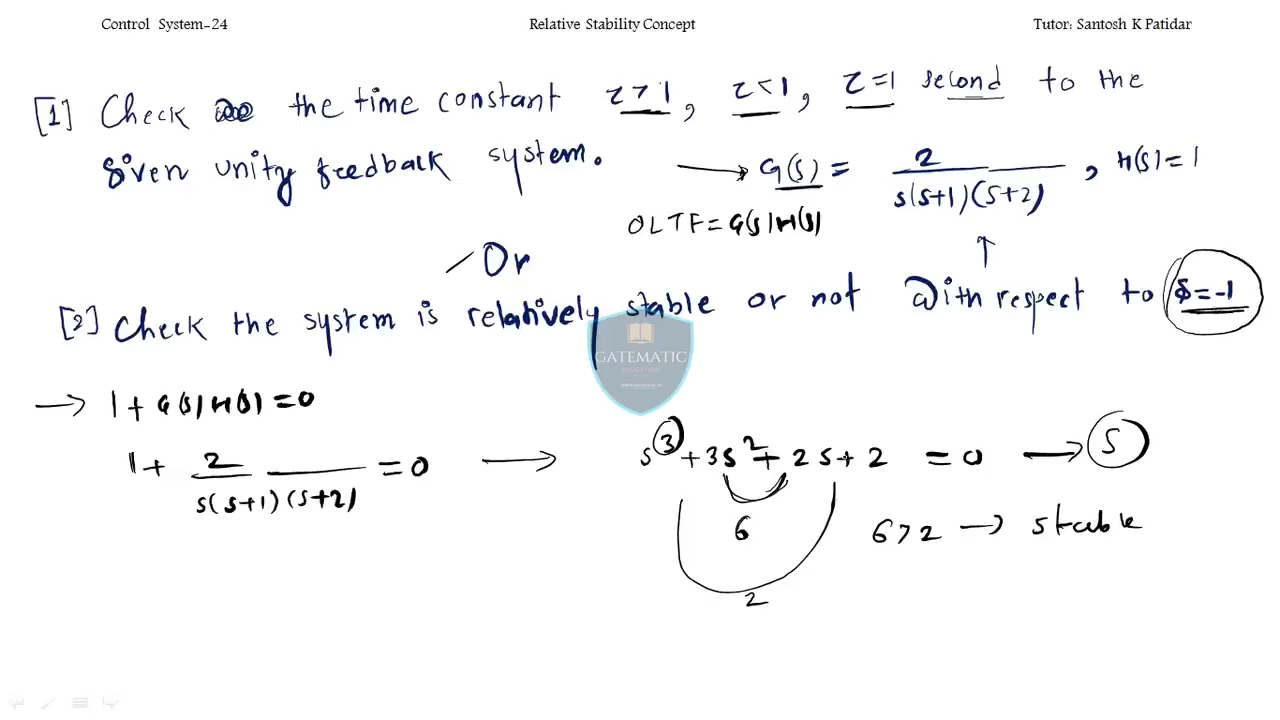 Control System-24 Relative Stability Concept Tutor: Santosh K Patidar
[1] Check the time constant τ>1, τ<1, τ=1 second to the
given unity feedback system. → G(s) = 2/s(s+1)(s+2), H(s)=1
OLTF=G(s)H(s)
Or
[2] Check the system is relatively stable or not with respect to s=-1
GATEMATIC
EDUCATION
→ 1+G(s)H(s)=0
1+ 2/s(s+1)(s+2) =0 → s³+3s²+2s+2 =0 → S
6 6>2 → stable
2